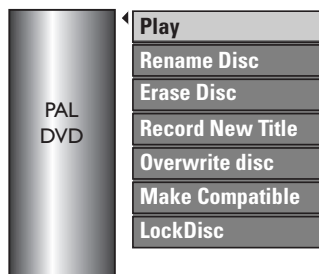 PAL
DVD
Play
Rename Disc
Erase Disc
Record New Title
Overwrite disc
Make Compatible
LockDisc